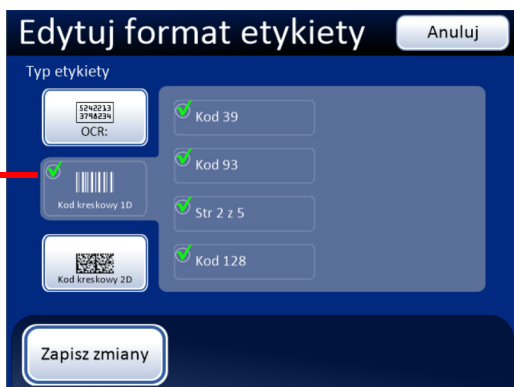 Edytuj format etykiety
Anuluj
Typ etykiety
5242213
3798234
OCR:
Kod 39
Kod 93
Kod kreskowy 1D
Str 2 z 5
Kod 128
Kod kreskowy 2D
Zapisz zmiany